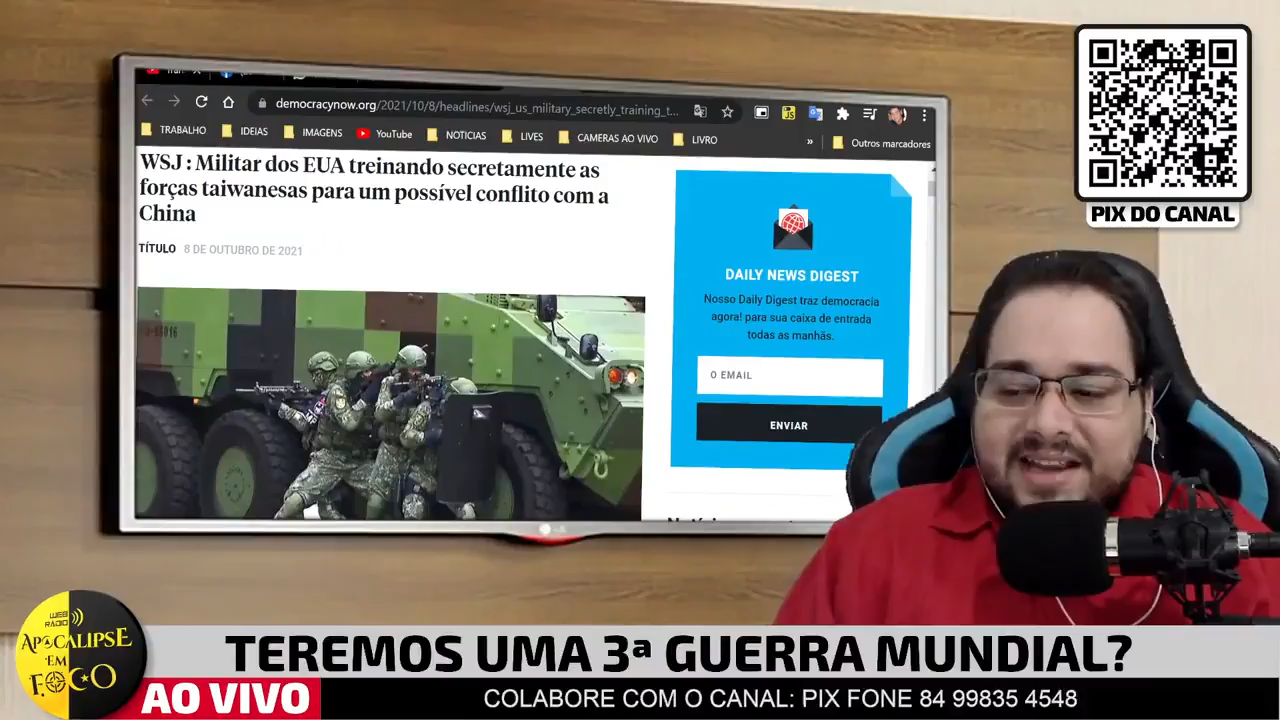 democracynow.org/2021/10/8/headlines/wsj_us_military_secretly_training_t...
TRABALHO
IDEIAS
IMAGENS
YouTube
NOTICIAS
LIVES
CAMERAS AO VIVO
LIVRO
»
Outros marcadores
WSJ : Militar dos EUA treinando secretamente as
forças taiwanesas para um possível conflito com a
China
TÍTULO 8 DE OUTUBRO DE 2021
DAILY NEWS DIGEST
Nosso Daily Digest traz democracia
agora! para sua caixa de entrada
todas as manhãs.
O EMAIL
ENVIAR
PIX DO CANAL
WEB
RADIO
APOCALIPSE
EM
FOCO
TEREMOS UMA 3ª GUERRA MUNDIAL?
AO VIVO
COLABORE COM O CANAL: PIX FONE 84 99835 4548